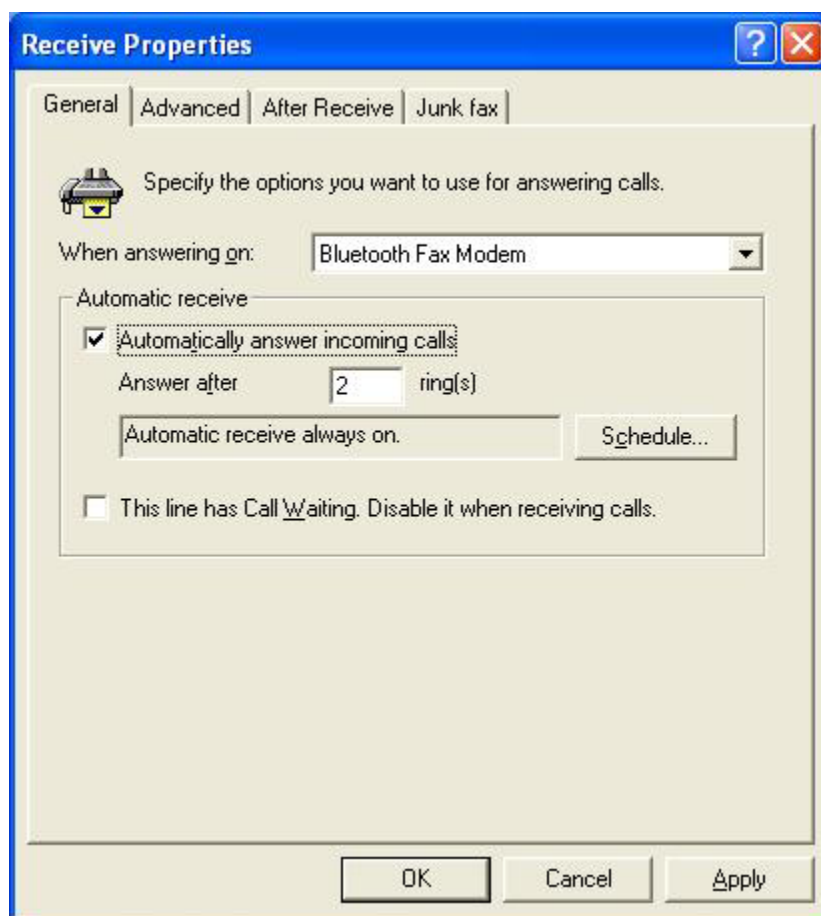 Receive Properties
General Advanced After Receive Junk fax
Specify the options you want to use for answering calls.
When answering on: Bluetooth Fax Modem
Automatic receive
Automatically answer incoming calls
Answer after 2 ring(s)
Automatic receive always on. Schedule...
This line has Call Waiting. Disable it when receiving calls.
OK Cancel Apply